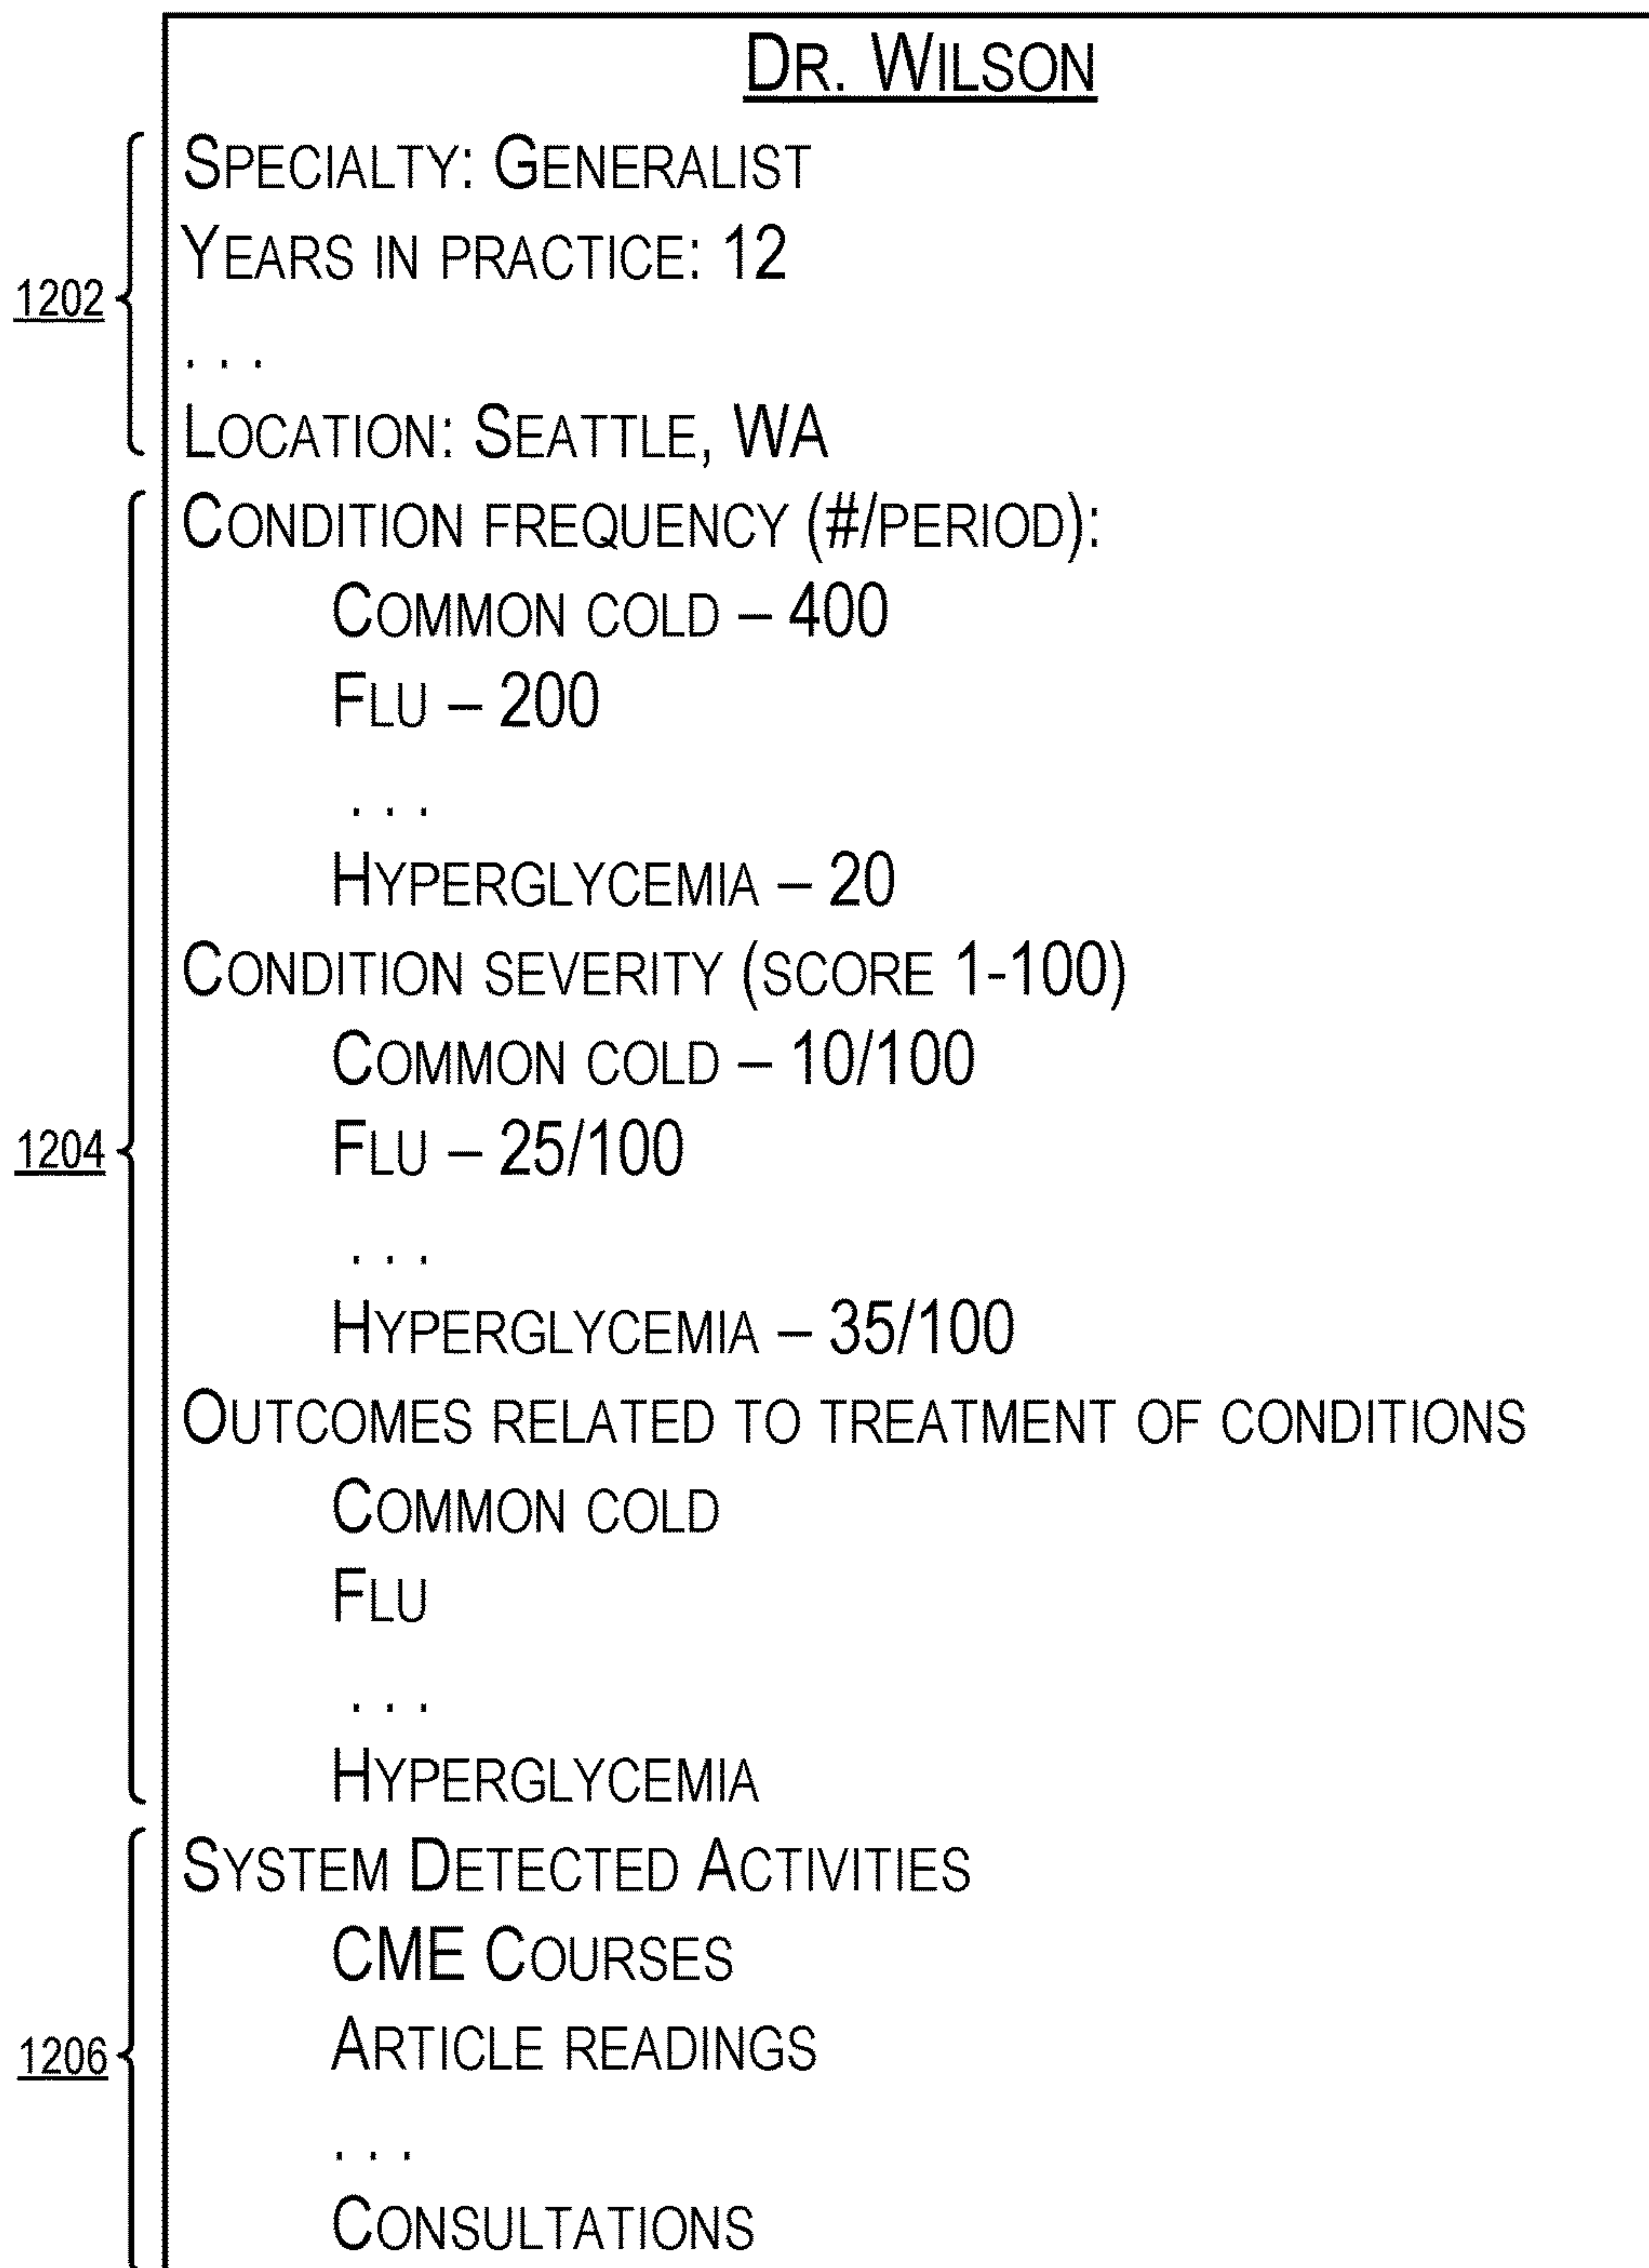 DR. WILSON
SPECIALTY: GENERALIST
YEARS IN PRACTICE: 12
1202
. . .
LOCATION: SEATTLE, WA
CONDITION FREQUENCY (#/PERIOD):
COMMON COLD – 400
FLU – 200
. . .
HYPERGLYCEMIA – 20
CONDITION SEVERITY (SCORE 1-100)
COMMON COLD – 10/100
1204
FLU – 25/100
. . .
HYPERGLYCEMIA – 35/100
OUTCOMES RELATED TO TREATMENT OF CONDITIONS
COMMON COLD
FLU
. . .
HYPERGLYCEMIA
SYSTEM DETECTED ACTIVITIES
CME COURSES
1206
ARTICLE READINGS
. . .
CONSULTATIONS